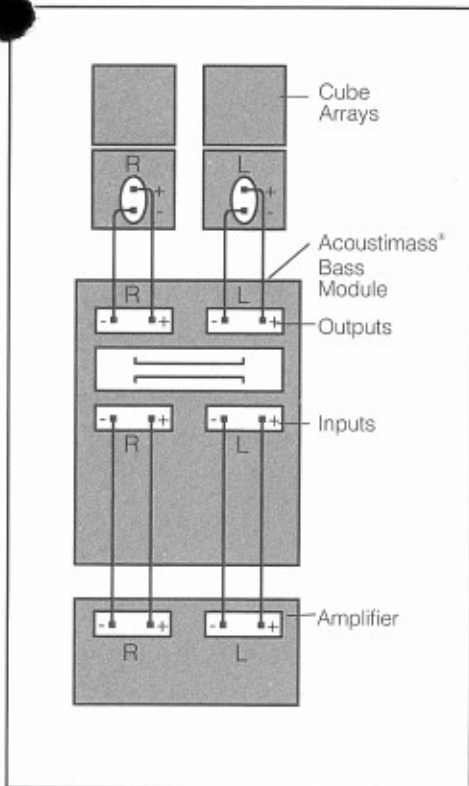 Cube
Arrays
R L
+ +
- -
Acoustimass®
Bass
Module
R L
- + - +
Outputs
- + - +
Inputs
R L
- + - +
Amplifier
R L